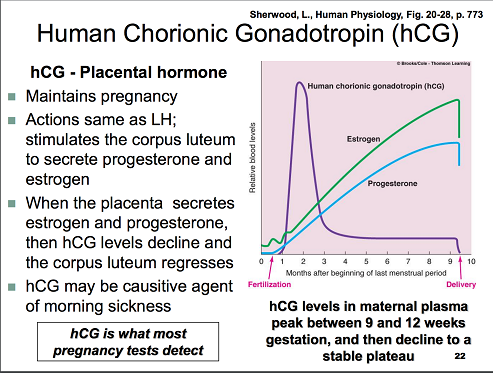 Sherwood, L., Human Physiology, Fig. 20-28, p. 773
Human Chorionic Gonadotropin (hCG)
hCG - Placental hormone
Maintains pregnancy
Actions same as LH;
stimulates the corpus luteum
to secrete progesterone and
estrogen
When the placenta secretes
estrogen and progesterone,
then hCG levels decline and
the corpus luteum regresses
hCG may be causitive agent
of morning sickness
hCG is what most
pregnancy tests detect
© Brooks/Cole - Thomson Learning
Human chorionic gonadotropin (hCG)
Estrogen
Progesterone
Relative blood levels
0 1 2 3 4 5 6 7 8 9 10
Months after beginning of last menstrual period
Fertilization
Delivery
hCG levels in maternal plasma
peak between 9 and 12 weeks
gestation, and then decline to a
stable plateau
22